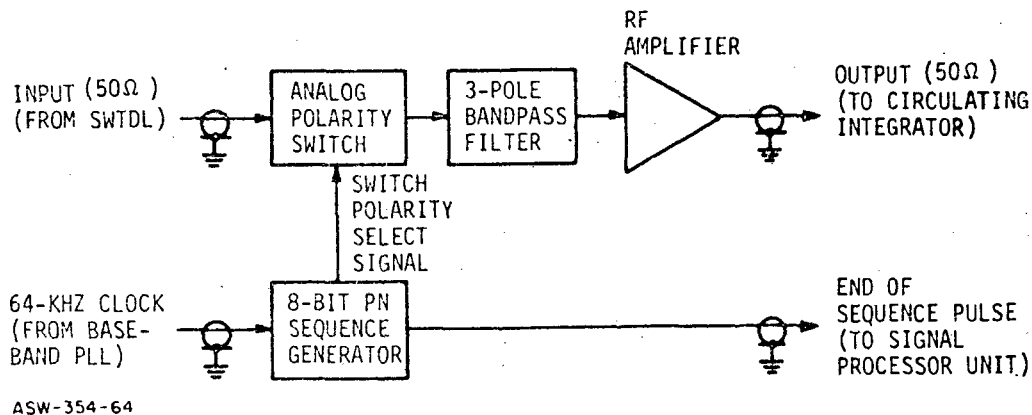 RF
AMPLIFIER
INPUT (50Ω)
(FROM SWTDL)
ANALOG
POLARITY
SWITCH
3-POLE
BANDPASS
FILTER
OUTPUT (50Ω)
(TO CIRCULATING
INTEGRATOR)
SWITCH
POLARITY
SELECT
SIGNAL
64-KHZ CLOCK
(FROM BASE-
BAND PLL)
8-BIT PN
SEQUENCE
GENERATOR
END OF
SEQUENCE PULSE
(TO SIGNAL
PROCESSOR UNIT)
ASW-354-64